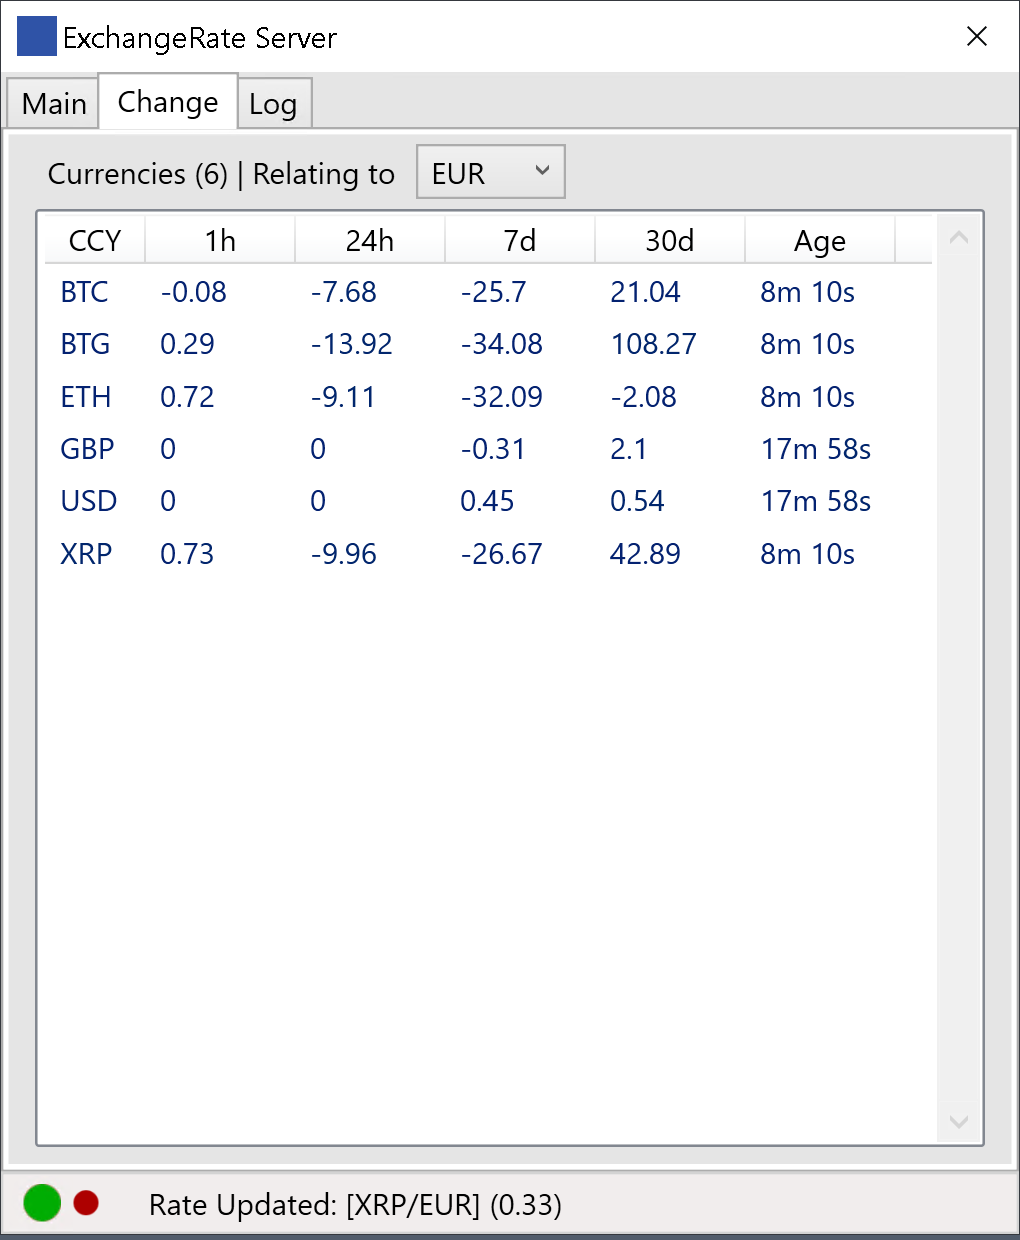 ExchangeRate Server
Main Change Log
Currencies (6) | Relating to EUR
CCY 1h 24h 7d 30d Age
BTC -0.08 -7.68 -25.7 21.04 8m 10s
BTG 0.29 -13.92 -34.08 108.27 8m 10s
ETH 0.72 -9.11 -32.09 -2.08 8m 10s
GBP 0 0 -0.31 2.1 17m 58s
USD 0 0 0.45 0.54 17m 58s
XRP 0.73 -9.96 -26.67 42.89 8m 10s
Rate Updated: [XRP/EUR] (0.33)